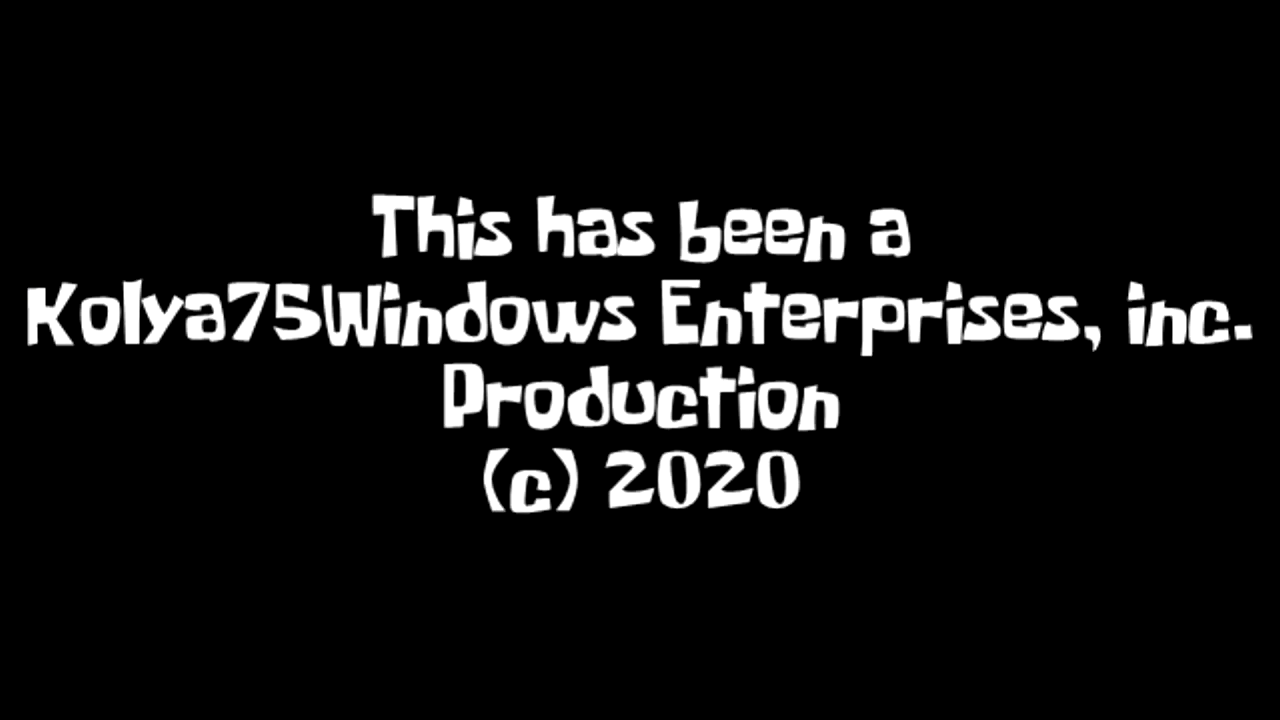 This has been a
Kolya75Windows Enterprises, inc.
Production
(c) 2020